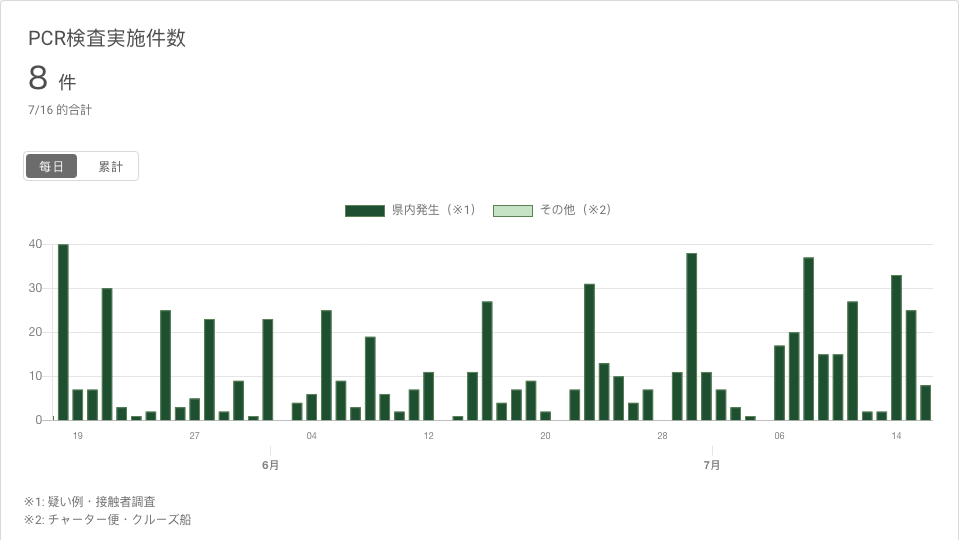 PCR検査実施件数
8 件
7/16 的合計
毎日 累計
県内発生（※1） その他（※2）
40
30
20
10
0
19 27 04 12 20 28 06 14
6月 7月
※1: 疑い例・接触者調査
※2: チャーター便・クルーズ船